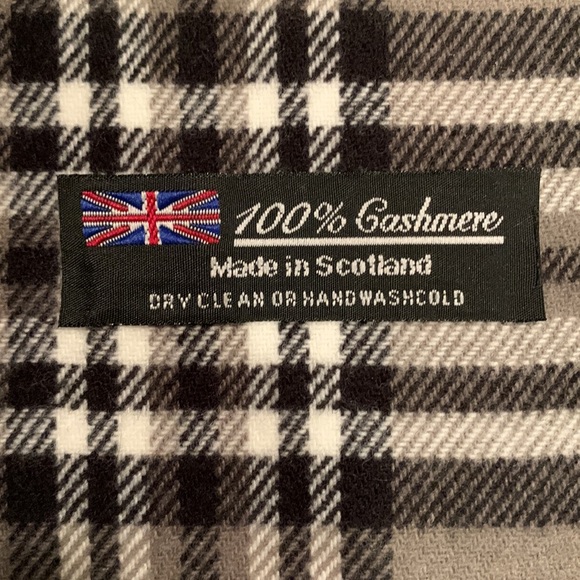 100% Cashmere
Made in Scotland
DRY CLEAN OR HANDWASHCOLD